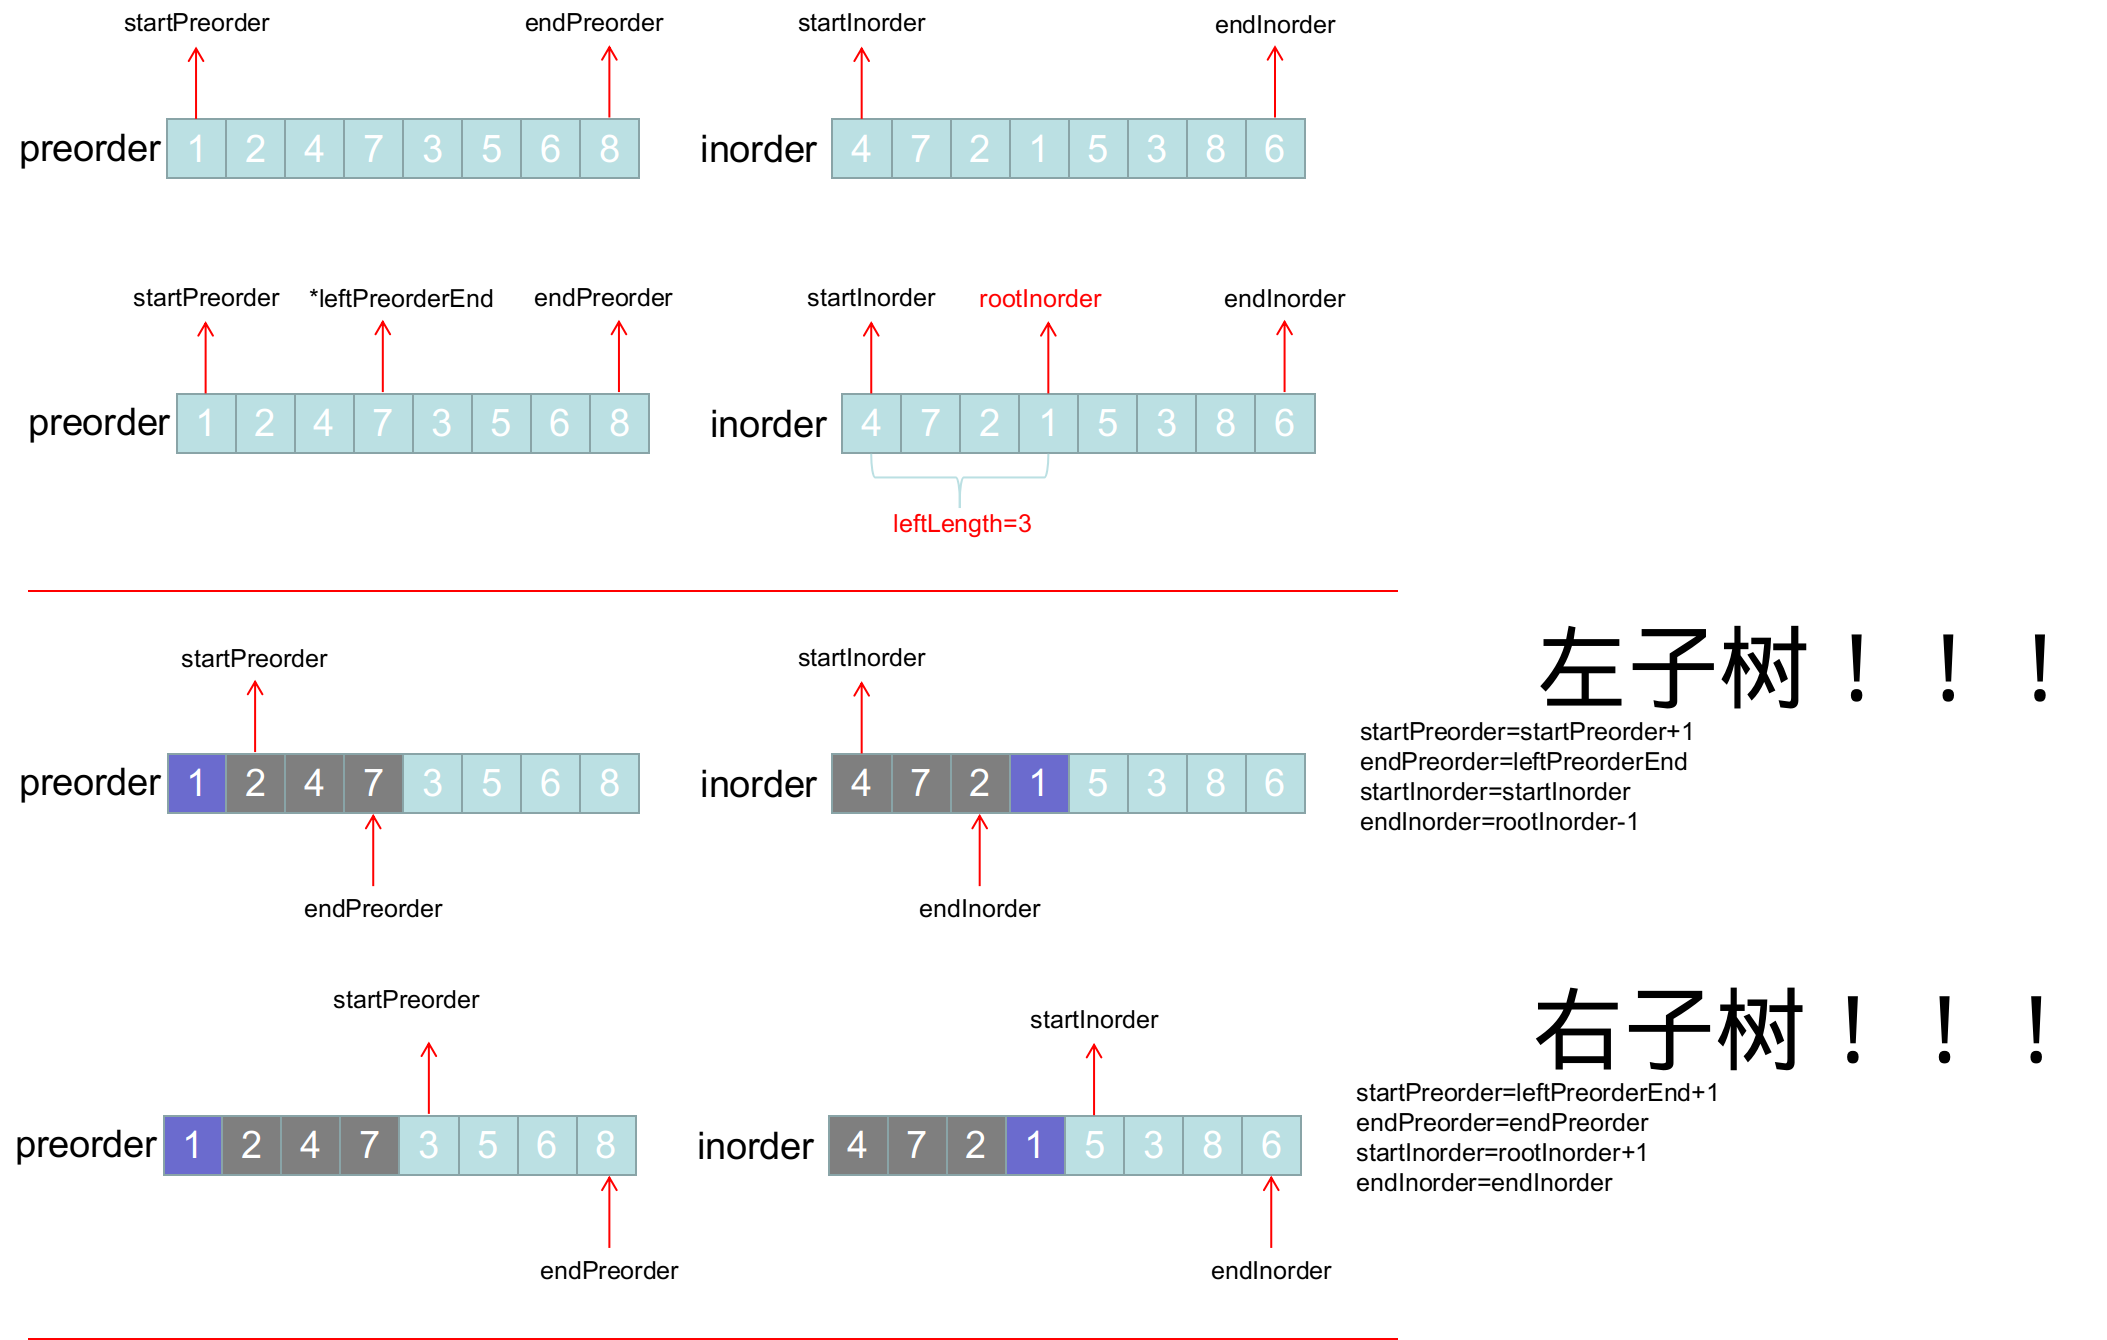 startPreorder endPreorder startInorder endInorder
preorder 1 2 4 7 3 5 6 8 inorder 4 7 2 1 5 3 8 6
startPreorder *leftPreorderEnd endPreorder startInorder rootInorder endInorder
preorder 1 2 4 7 3 5 6 8 inorder 4 7 2 1 5 3 8 6
leftLength=3
左子树！！！
startPreorder startInorder
startPreorder=startPreorder+1
endPreorder=leftPreorderEnd
startInorder=startInorder
endInorder=rootInorder-1
preorder 1 2 4 7 3 5 6 8 inorder 4 7 2 1 5 3 8 6
endPreorder endInorder
右子树！！！
startPreorder startInorder
startPreorder=leftPreorderEnd+1
endPreorder=endPreorder
startInorder=rootInorder+1
endInorder=endInorder
preorder 1 2 4 7 3 5 6 8 inorder 4 7 2 1 5 3 8 6
endPreorder endInorder